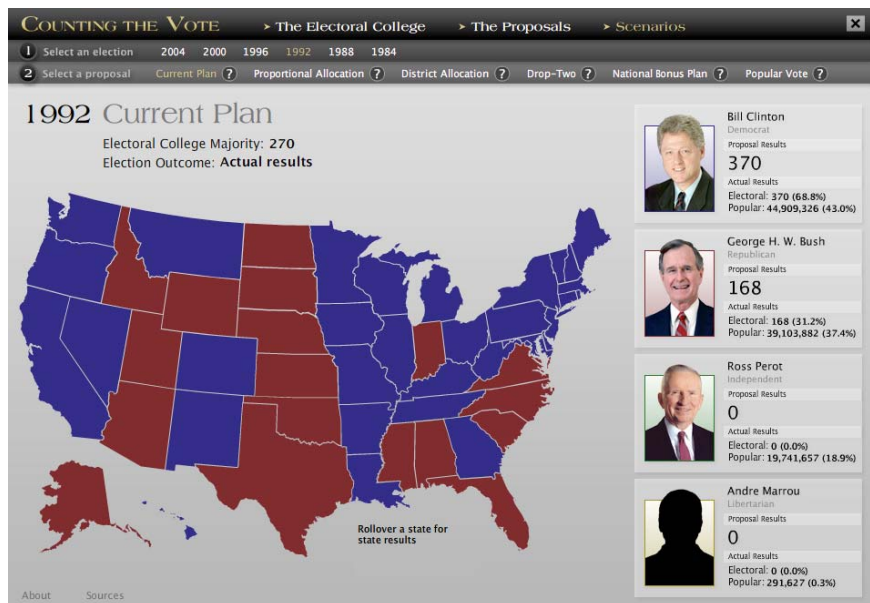 COUNTING THE VOTE ➤ The Electoral College ➤ The Proposals ➤ Scenarios X
1 Select an election 2004 2000 1996 1992 1988 1984
2 Select a proposal Current Plan ? Proportional Allocation ? District Allocation ? Drop-Two ? National Bonus Plan ? Popular Vote ?
1992 Current Plan
Electoral College Majority: 270
Election Outcome: Actual results
Rollover a state for
state results
Bill Clinton
Democrat
Proposal Results
370
Actual Results
Electoral: 370 (68.8%)
Popular: 44,909,326 (43.0%)
George H. W. Bush
Republican
Proposal Results
168
Actual Results
Electoral: 168 (31.2%)
Popular: 39,103,882 (37.4%)
Ross Perot
Independent
Proposal Results
0
Actual Results
Electoral: 0 (0.0%)
Popular: 19,741,657 (18.9%)
Andre Marrou
Libertarian
Proposal Results
0
Actual Results
Electoral: 0 (0.0%)
Popular: 291,627 (0.3%)
About Sources